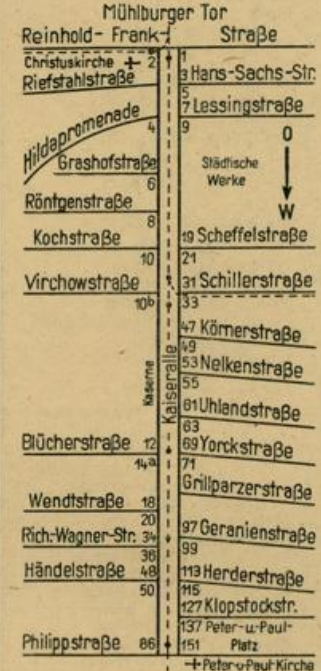 Mühlburger Tor
Reinhold-Frank- Straße
Christuskirche 2 1
3 Hans-Sachs-Str.
Riefstahlstraße 5
7 Lessingstraße
Hildapromenade 4 9
O
Städtische
Werke
W
Grashofstraße
6
Röntgenstraße
8
Kochstraße 19 Scheffelstraße
10 21
Virchowstraße 31 Schillerstraße
10b 33
47 Körnerstraße
49
53 Nelkenstraße
55
Kaserne
Kaiserallee
61 Uhlandstraße
63
Blücherstraße 12 69 Yorckstraße
14a 71
Grillparzerstraße
Wendtstraße 18
20
97 Geranienstraße
Rich.-Wagner-Str. 34 99
36
Händelstraße 48 113 Herderstraße
50 115
127 Klopstockstr.
137 Peter-u.-Paul-
Philippstraße 86 151 Platz
Peter-u.Paul-Kirche